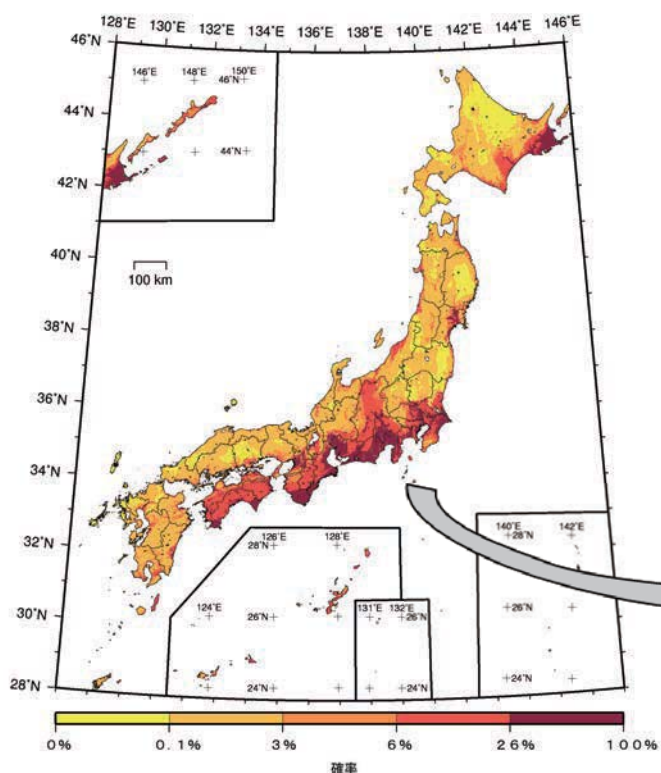 128°E 130°E 132°E 134°E 136°E 138°E 140°E 142°E 144°E 146°E
46°N
146°E 148°E 150°E
46°N
44°N
44°N
42°N
40°N
100 km
38°N
36°N
34°N
32°N
126°E 128°E
28°N
140°E 142°E
28°N
30°N
124°E
26°N
131°E 132°E
26°N
26°N
28°N
24°N
24°N
24°N
0% 0.1% 3% 6% 26% 100%
確率